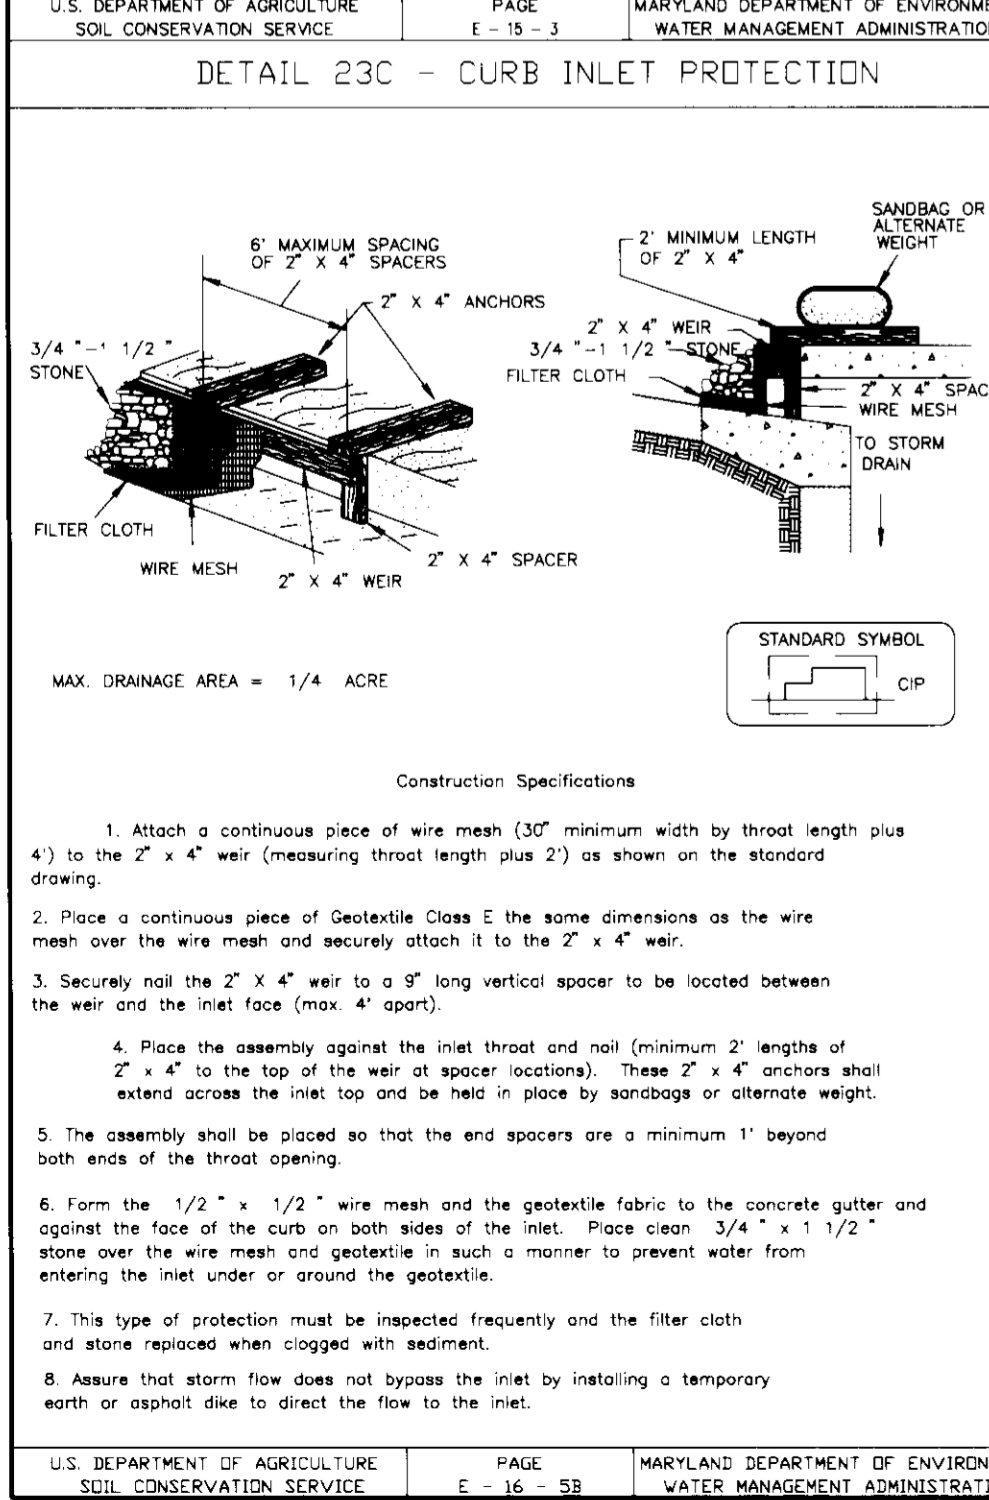 U.S. DEPARTMENT OF AGRICULTURE
SOIL CONSERVATION SERVICE
PAGE
E - 15 - 3
MARYLAND DEPARTMENT OF
WATER MANAGEMENT
DETAIL 23C - CURB INLET PROTECTION
6' MAXIMUM SPACING
OF 2" X 4" SPACERS
2" X 4" ANCHORS
3/4 "-1 1/2 "
STONE
FILTER CLOTH
WIRE MESH
2" X 4" WEIR
2" X 4" SPACER
SANDBAG OR
ALTERNATE
WEIGHT
2' MINIMUM LENGTH
OF 2" X 4"
2" X 4" WEIR
3/4 "-1 1/2 " STONE
FILTER CLOTH
2" X 4"
WIRE MESH
TO STORM
DRAIN
MAX. DRAINAGE AREA = 1/4 ACRE
STANDARD SYMBOL
CIP
Construction Specifications
1. Attach a continuous piece of wire mesh (30" minimum width by throat length plus
4') to the 2" x 4" weir (measuring throat length plus 2') as shown on the standard
drawing.
2. Place a continuous piece of Geotextile Class E the same dimensions as the wire
mesh over the wire mesh and securely attach it to the 2" x 4" weir.
3. Securely nail the 2" X 4" weir to a 9" long vertical spacer to be located between
the weir and the inlet face (max. 4' apart).
4. Place the assembly against the inlet throat and nail (minimum 2' lengths of
2" x 4" to the top of the weir at spacer locations). These 2" x 4" anchors shall
extend across the inlet top and be held in place by sandbags or alternate weight.
5. The assembly shall be placed so that the end spacers are a minimum 1' beyond
both ends of the throat opening.
6. Form the 1/2 " x 1/2 " wire mesh and the geotextile fabric to the concrete gutter and
against the face of the curb on both sides of the inlet. Place clean 3/4 " x 1 1/2 "
stone over the wire mesh and geotextile in such a manner to prevent water from
entering the inlet under or around the geotextile.
7. This type of protection must be inspected frequently and the filter cloth
and stone replaced when clogged with sediment.
8. Assure that storm flow does not bypass the inlet by installing a temporary
earth or asphalt dike to direct the flow to the inlet.
U.S. DEPARTMENT OF AGRICULTURE
SOIL CONSERVATION SERVICE
PAGE
E - 16 - 5B
MARYLAND DEPARTMENT OF
WATER MANAGEMENT